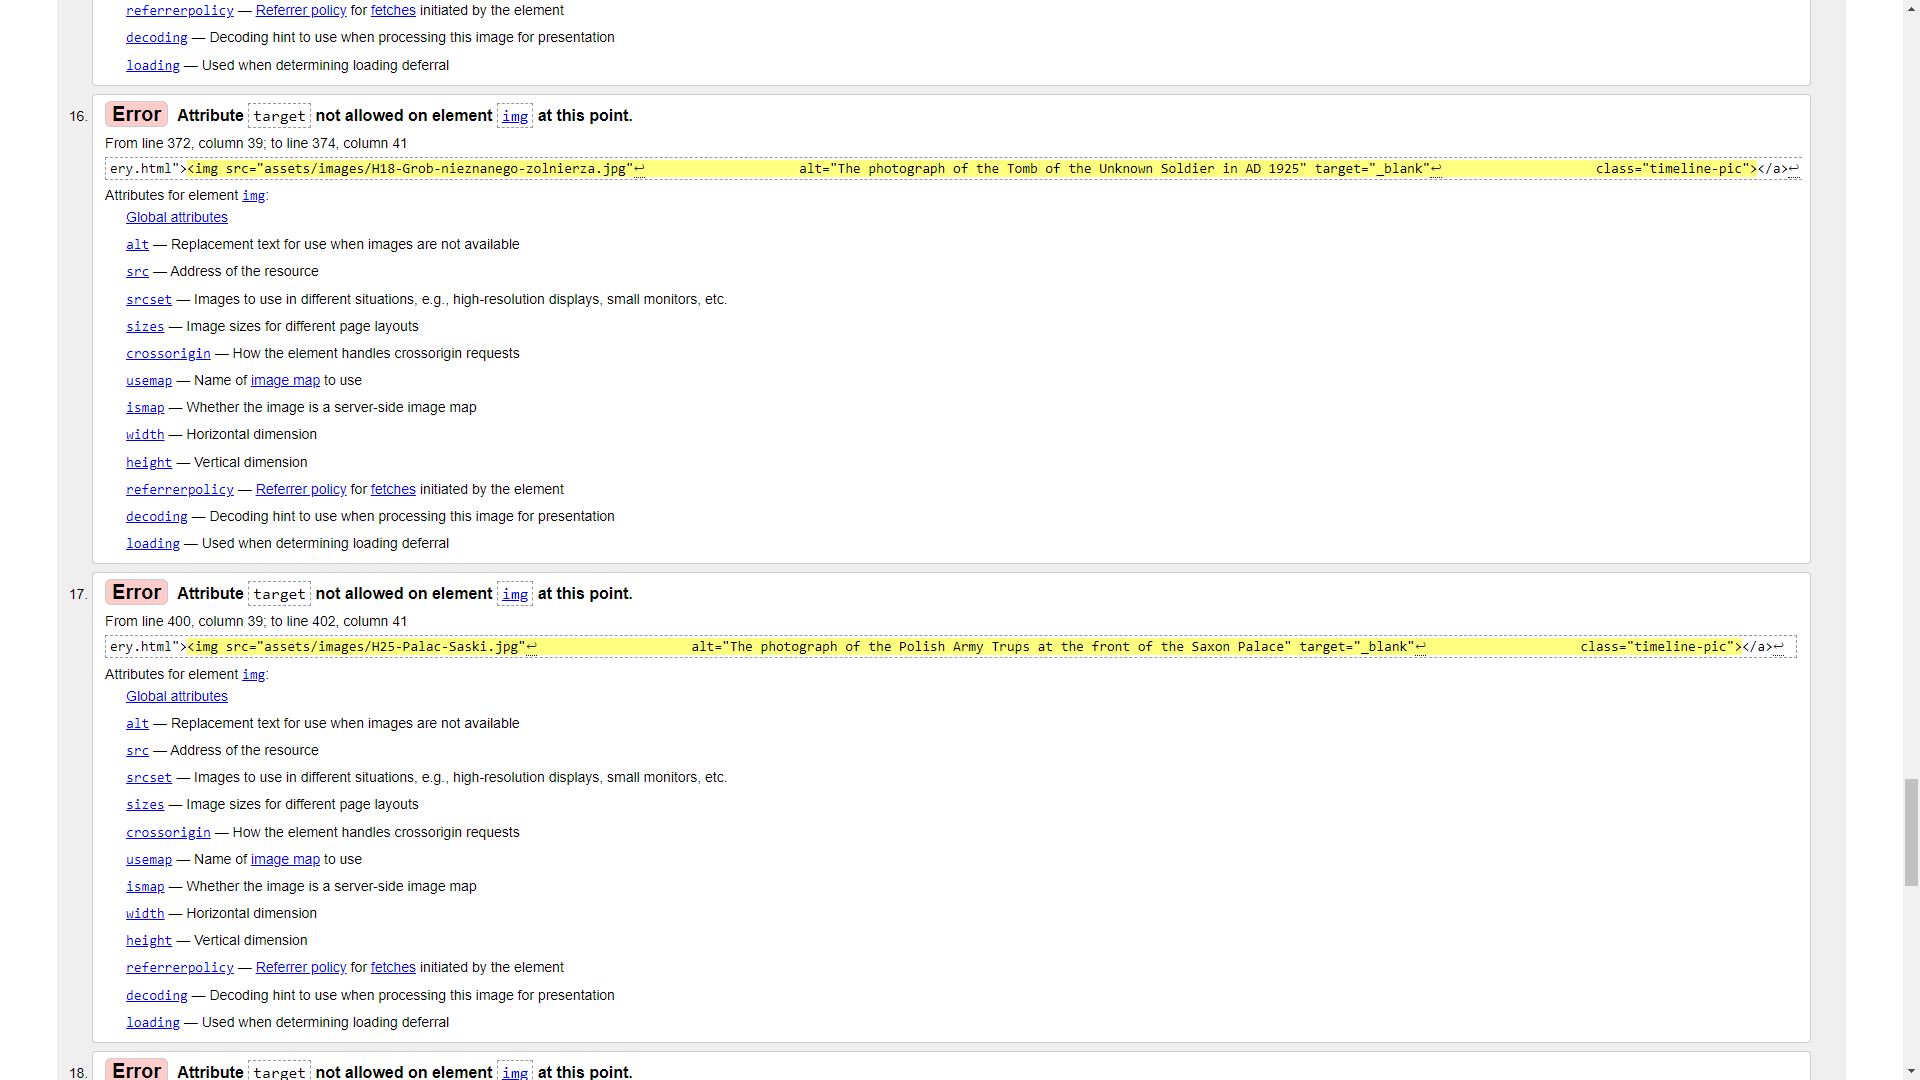 referrerpolicy — Referrer policy for fetches initiated by the element
decoding — Decoding hint to use when processing this image for presentation
loading — Used when determining loading deferral
16. Error Attribute target not allowed on element img at this point.
From line 372, column 39; to line 374, column 41
ery.html"><img src="assets/images/H18-Grob-nieznanego-zolnierza.jpg"↩ alt="The photograph of the Tomb of the Unknown Soldier in AD 1925" target="_blank"↩ class="timeline-pic"></a>↩
Attributes for element img:
Global attributes
alt — Replacement text for use when images are not available
src — Address of the resource
srcset — Images to use in different situations, e.g., high-resolution displays, small monitors, etc.
sizes — Image sizes for different page layouts
crossorigin — How the element handles crossorigin requests
usemap — Name of image map to use
ismap — Whether the image is a server-side image map
width — Horizontal dimension
height — Vertical dimension
referrerpolicy — Referrer policy for fetches initiated by the element
decoding — Decoding hint to use when processing this image for presentation
loading — Used when determining loading deferral
17. Error Attribute target not allowed on element img at this point.
From line 400, column 39; to line 402, column 41
ery.html"><img src="assets/images/H25-Palac-Saski.jpg"↩ alt="The photograph of the Polish Army Trups at the front of the Saxon Palace" target="_blank"↩ class="timeline-pic"></a>↩
Attributes for element img:
Global attributes
alt — Replacement text for use when images are not available
src — Address of the resource
srcset — Images to use in different situations, e.g., high-resolution displays, small monitors, etc.
sizes — Image sizes for different page layouts
crossorigin — How the element handles crossorigin requests
usemap — Name of image map to use
ismap — Whether the image is a server-side image map
width — Horizontal dimension
height — Vertical dimension
referrerpolicy — Referrer policy for fetches initiated by the element
decoding — Decoding hint to use when processing this image for presentation
loading — Used when determining loading deferral
18. Error Attribute target not allowed on element img at this point.